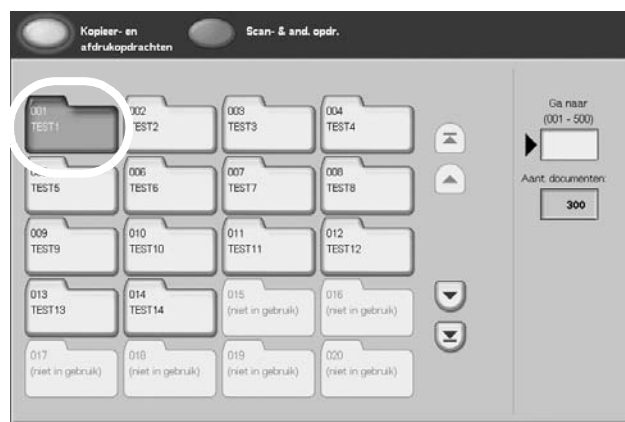 Kopieer- en
afdrukopdrachten
Scan- & and. opdr.
001
TEST1
002
TEST2
003
TEST3
004
TEST4
Ga naar
(001 - 500)
TEST5
006
TEST6
007
TEST7
008
TEST8
Aant. documenten:
300
009
TEST9
010
TEST10
011
TEST11
012
TEST12
013
TEST13
014
TEST14
015
(niet in gebruik)
016
(niet in gebruik)
017
(niet in gebruik)
018
(niet in gebruik)
019
(niet in gebruik)
020
(niet in gebruik)